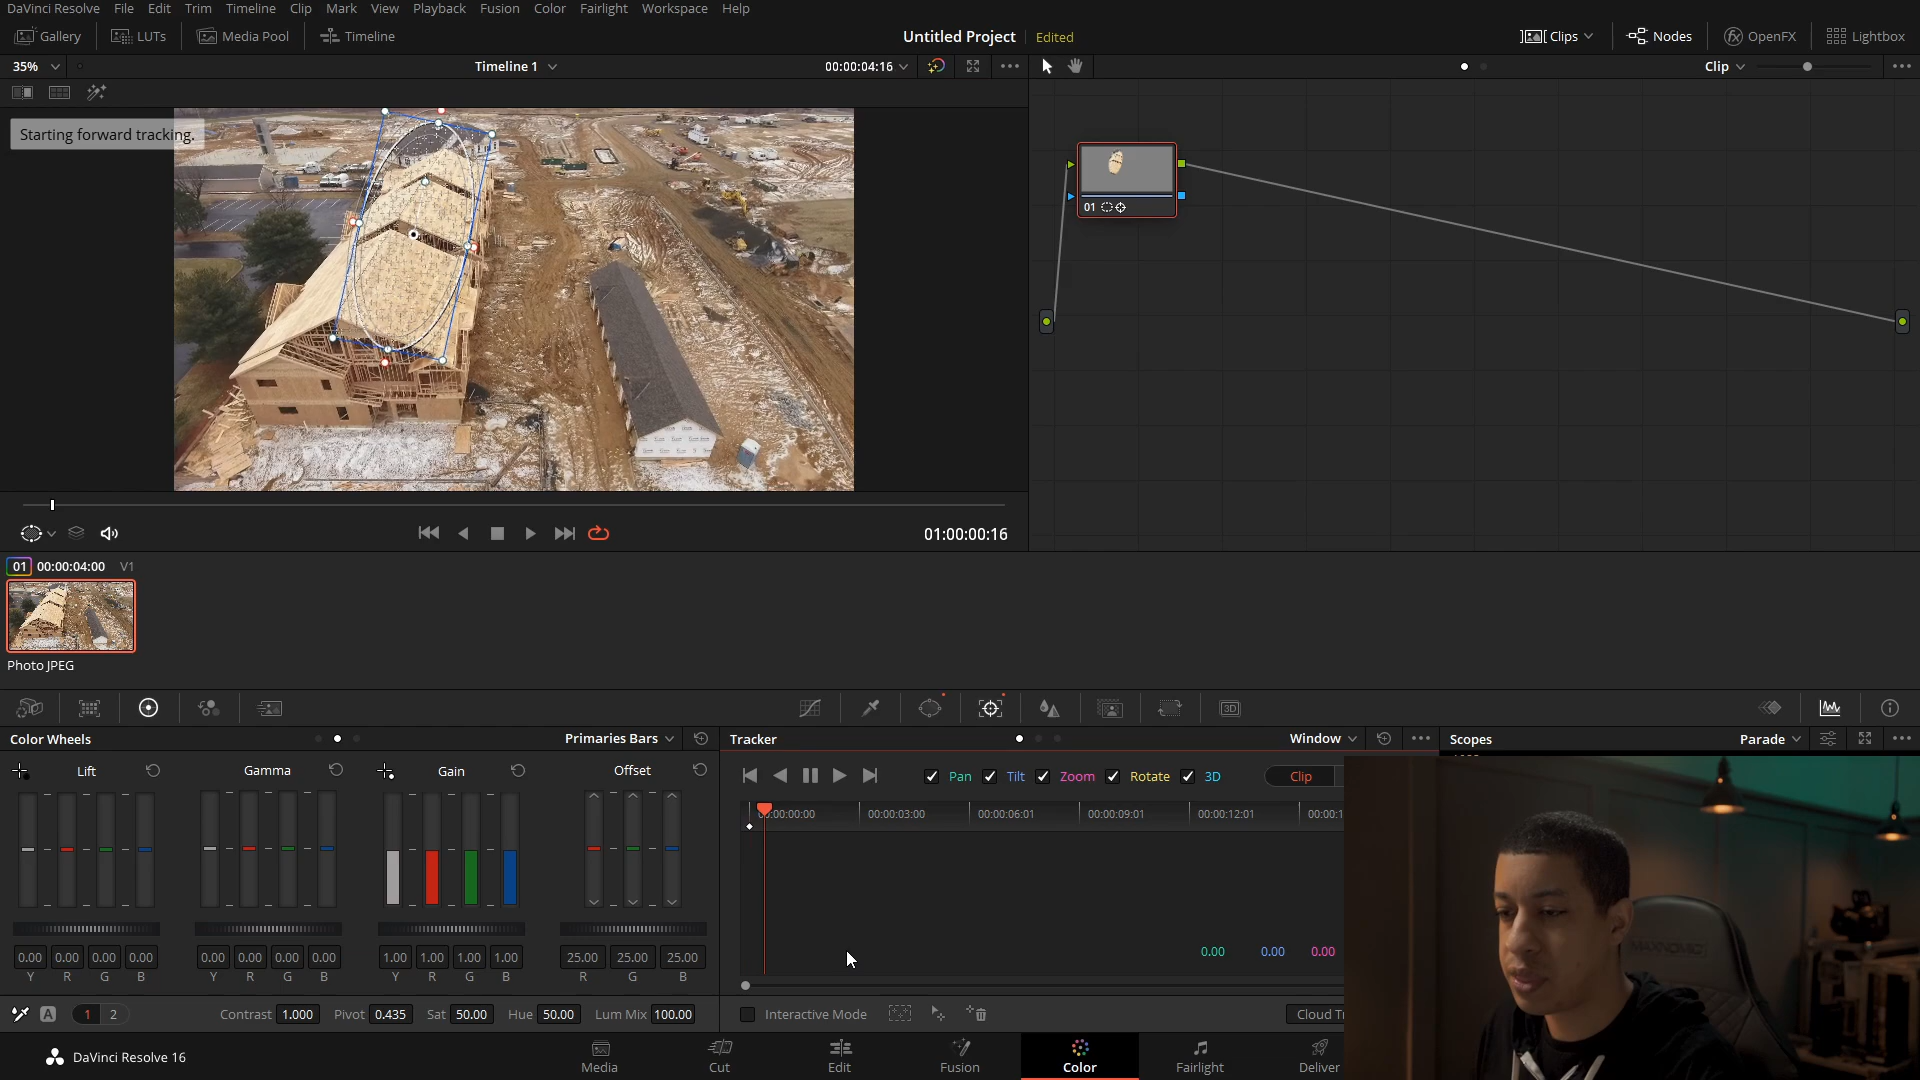 DaVinci Resolve File Edit Trim Timeline Clip Mark View Playback Fusion Color Fairlight Workspace Help
Gallery LUTs Media Pool Timeline Untitled Project Edited Clips Nodes OpenFX Lightbox
35% Timeline 1 00:00:04:16 Clip
Starting forward tracking.
01
01:00:00:16
01 00:00:04:00 V1
Photo JPEG
3D
Color Wheels Primaries Bars Tracker Window Scopes Parade
Lift Gamma Gain Offset
Pan Tilt Zoom Rotate 3D Clip
00:00:00:00 00:00:03:00 00:00:06:01 00:00:09:01 00:00:12:01 00:00:1
0.00 0.00 0.00
0.00 0.00 0.00 0.00 0.00 0.00 0.00 0.00 1.00 1.00 1.00 1.00 25.00 25.00 25.00
Y R G B Y R G B Y R G B R G B
A 1 2 Contrast 1.000 Pivot 0.435 Sat 50.00 Hue 50.00 Lum Mix 100.00 Interactive Mode Cloud Tr
MAXNOMIC
DaVinci Resolve 16 Media Cut Edit Fusion Color Fairlight Deliver